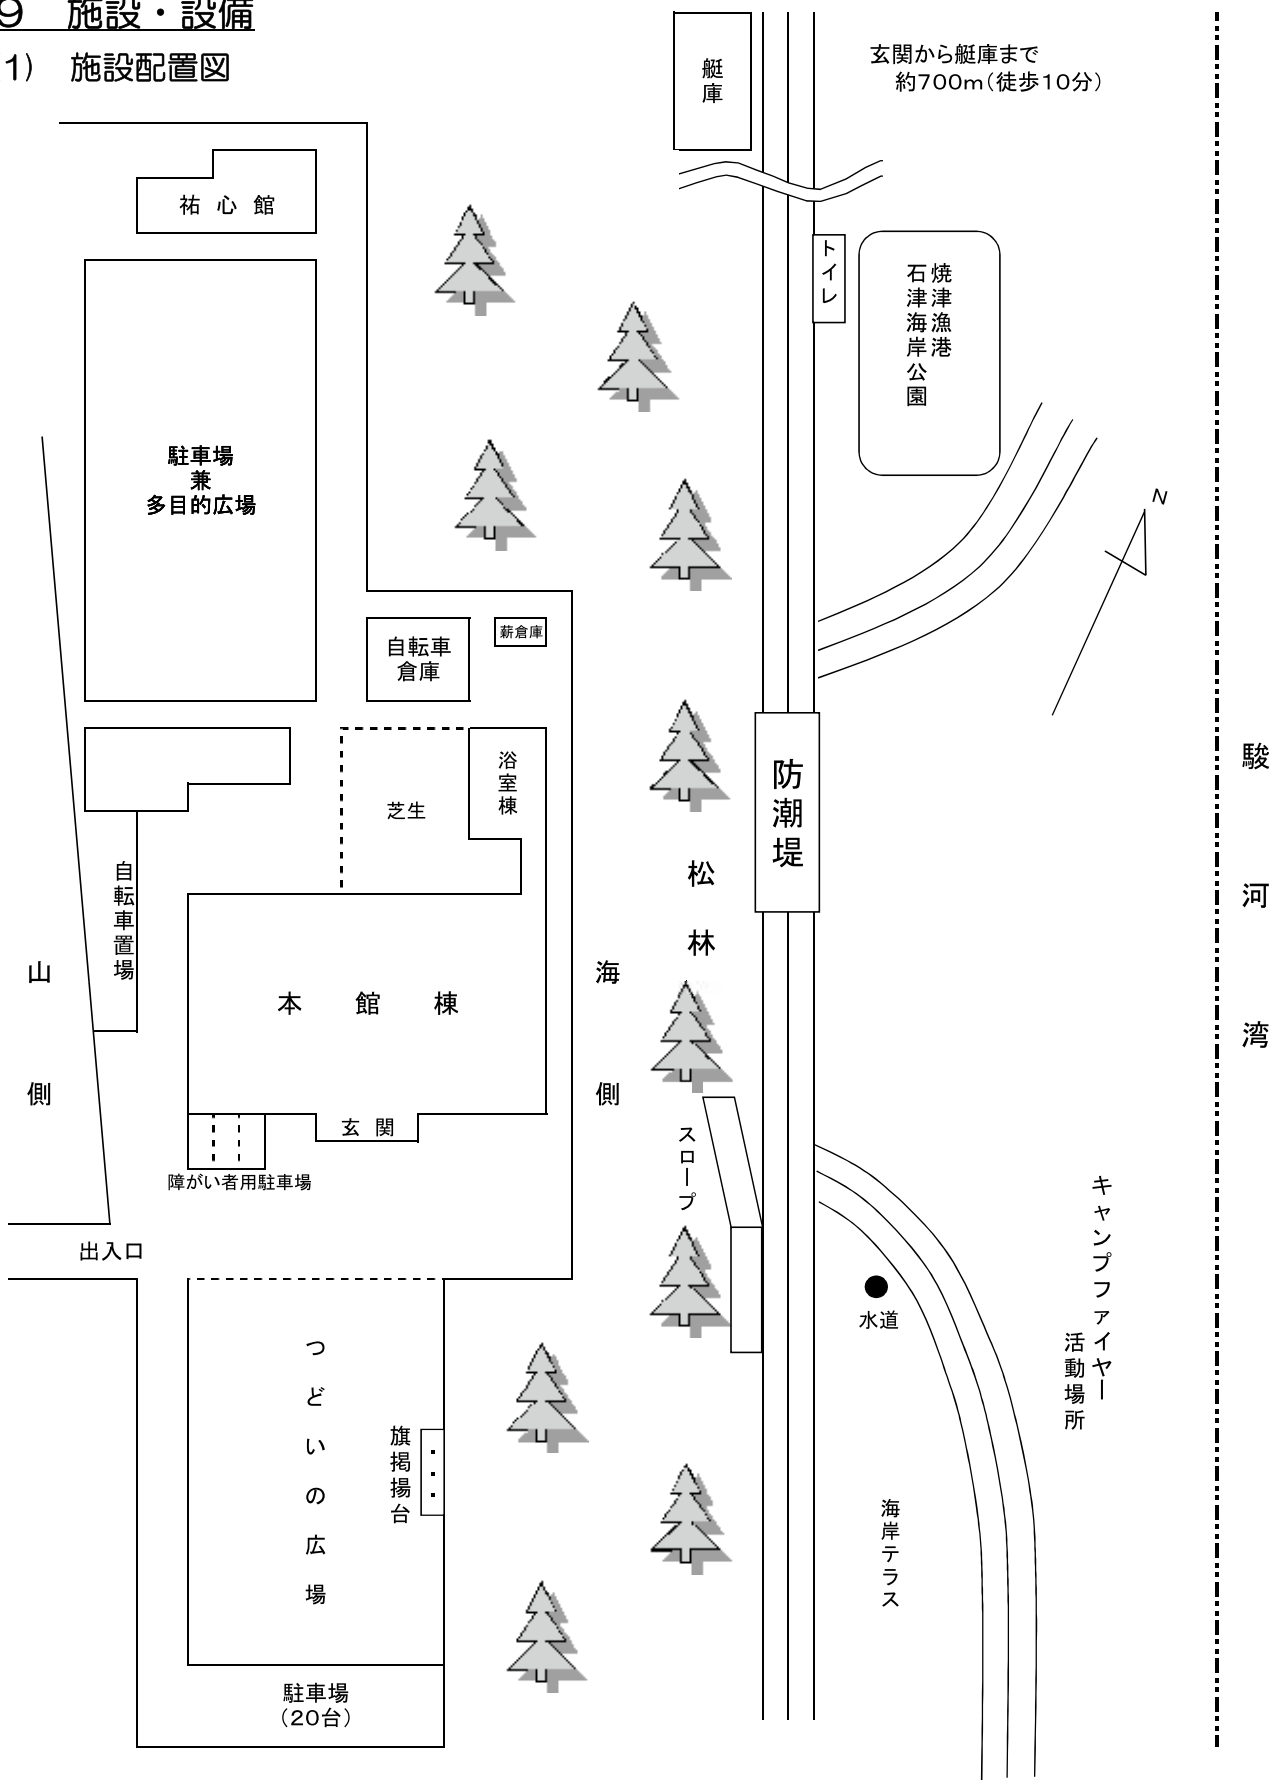 9 施設・設備
1) 施設配置図
艇庫
玄関から艇庫まで
約700m(徒歩10分)
祐心館
トイレ
焼津漁港
石津海岸公園
駐車場
兼
多目的広場
N
自転車
倉庫
薪倉庫
浴室棟
芝生
防潮堤
駿河湾
松林
自転車置場
山側
本館棟
海側
玄関
障がい者用駐車場
スロープ
出入口
水道
キャンプファイヤー
活動場所
つどいの広場
旗掲揚台
海岸テラス
駐車場
(20台)